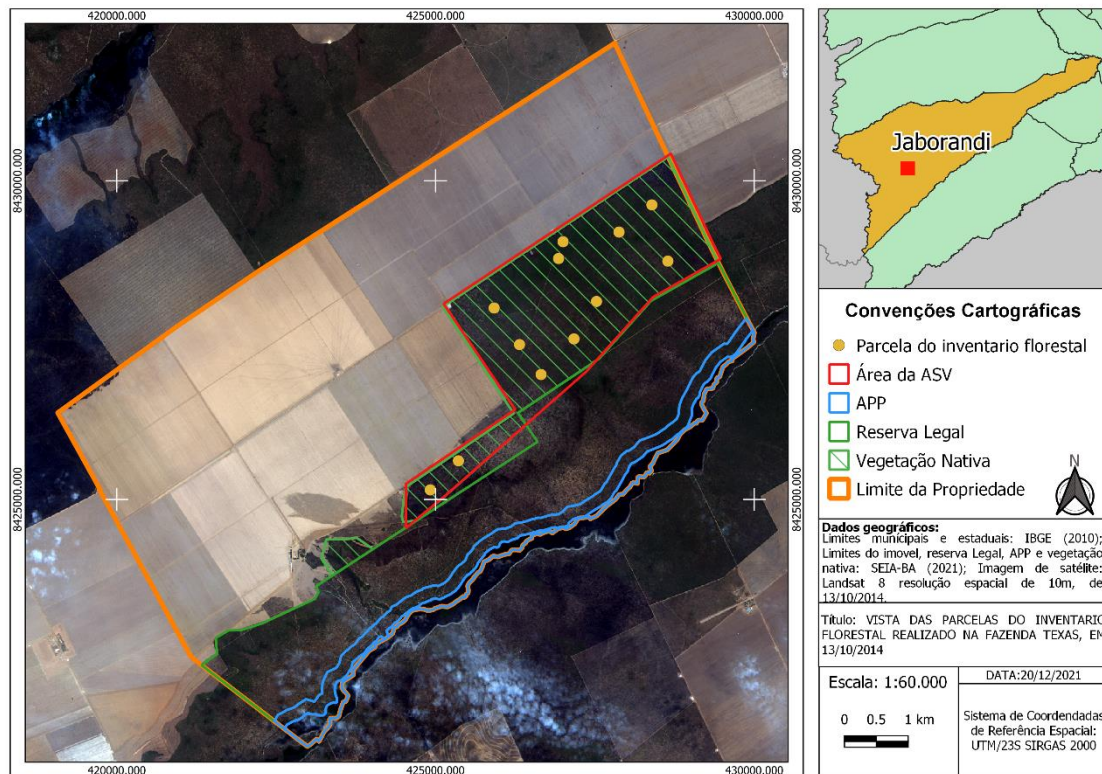 420000.000
425000.000
430000.000
8430000.000
8430000.000
8425000.000
8425000.000
420000.000
425000.000
430000.000
Jaborandi
Convenções Cartográficas
Parcela do inventario florestal
Área da ASV
APP
Reserva Legal
Vegetação Nativa
Limite da Propriedade
N
Dados geográficos:
Limites municipais e estaduais: IBGE (2010);
Limites do imovel, reserva Legal, APP e vegetação
nativa: SEIA-BA (2021); Imagem de satélite:
Landsat 8 resolução espacial de 10m, de
13/10/2014.
Título: VISTA DAS PARCELAS DO INVENTARIO
FLORESTAL REALIZADO NA FAZENDA TEXAS, EM
13/10/2014
Escala: 1:60.000
0 0.5 1 km
DATA:20/12/2021
Sistema de Coordendadas
de Referência Espacial:
UTM/23S SIRGAS 2000